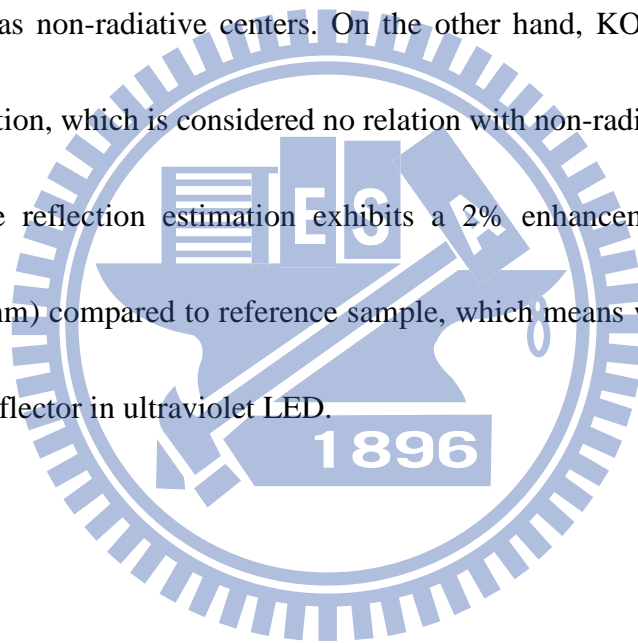 as non-radiative centers. On the other hand, KO
tion, which is considered no relation with non-radi
e reflection estimation exhibits a 2% enhancem
E S A
nm) compared to reference sample, which means v
8
flector in ultraviolet LED.
1896